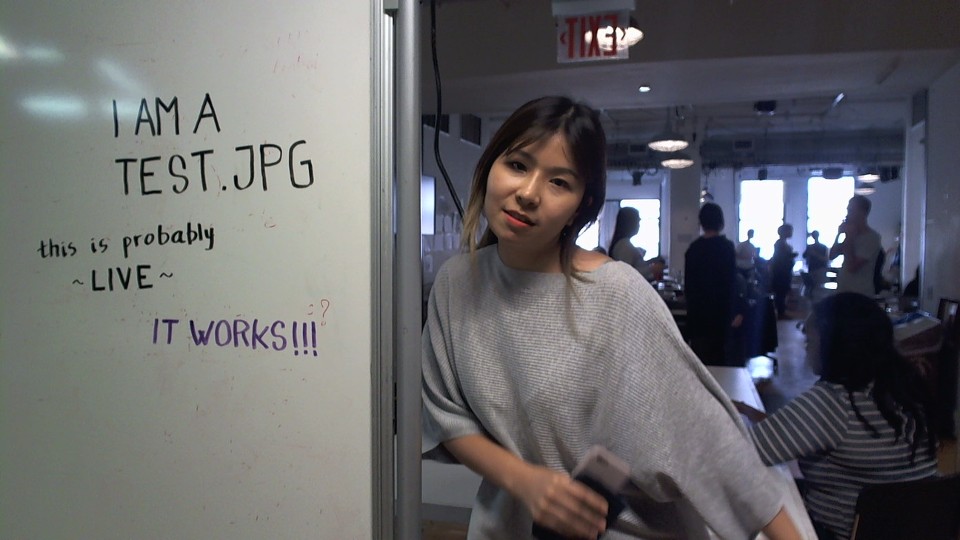 I AM A
TEST.JPG
this is probably
~LIVE~
IT WORKS!!!
:?
EXIT